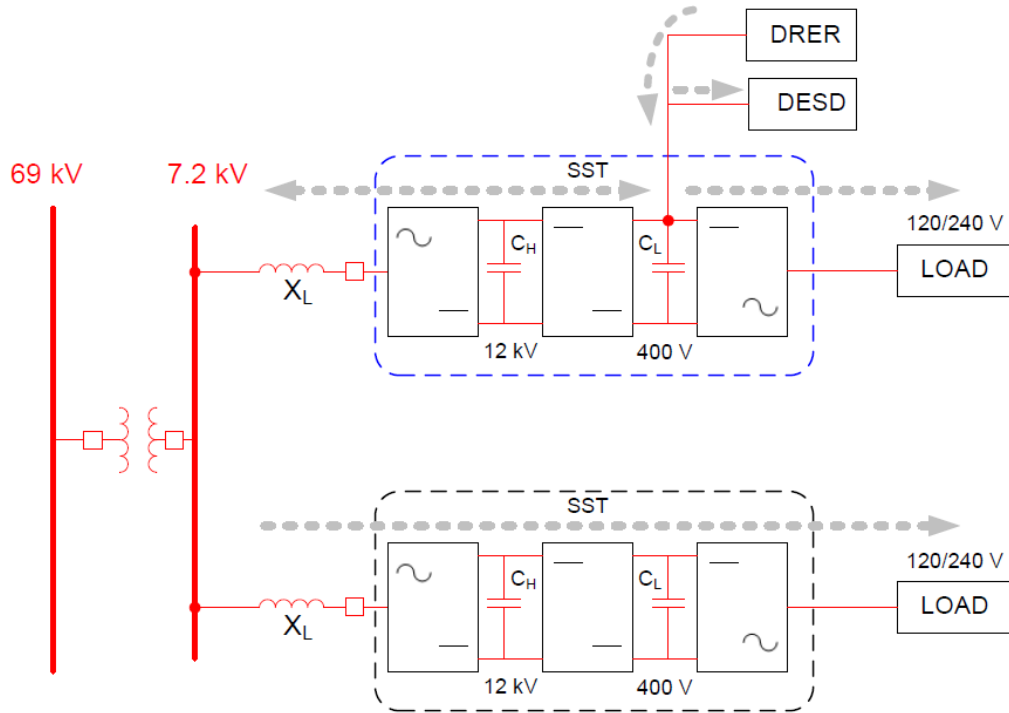 DRER
DESD
69 kV
7.2 kV
SST
120/240 V
C_H
C_L
LOAD
X_L
12 kV
400 V
SST
120/240 V
C_H
C_L
LOAD
X_L
12 kV
400 V